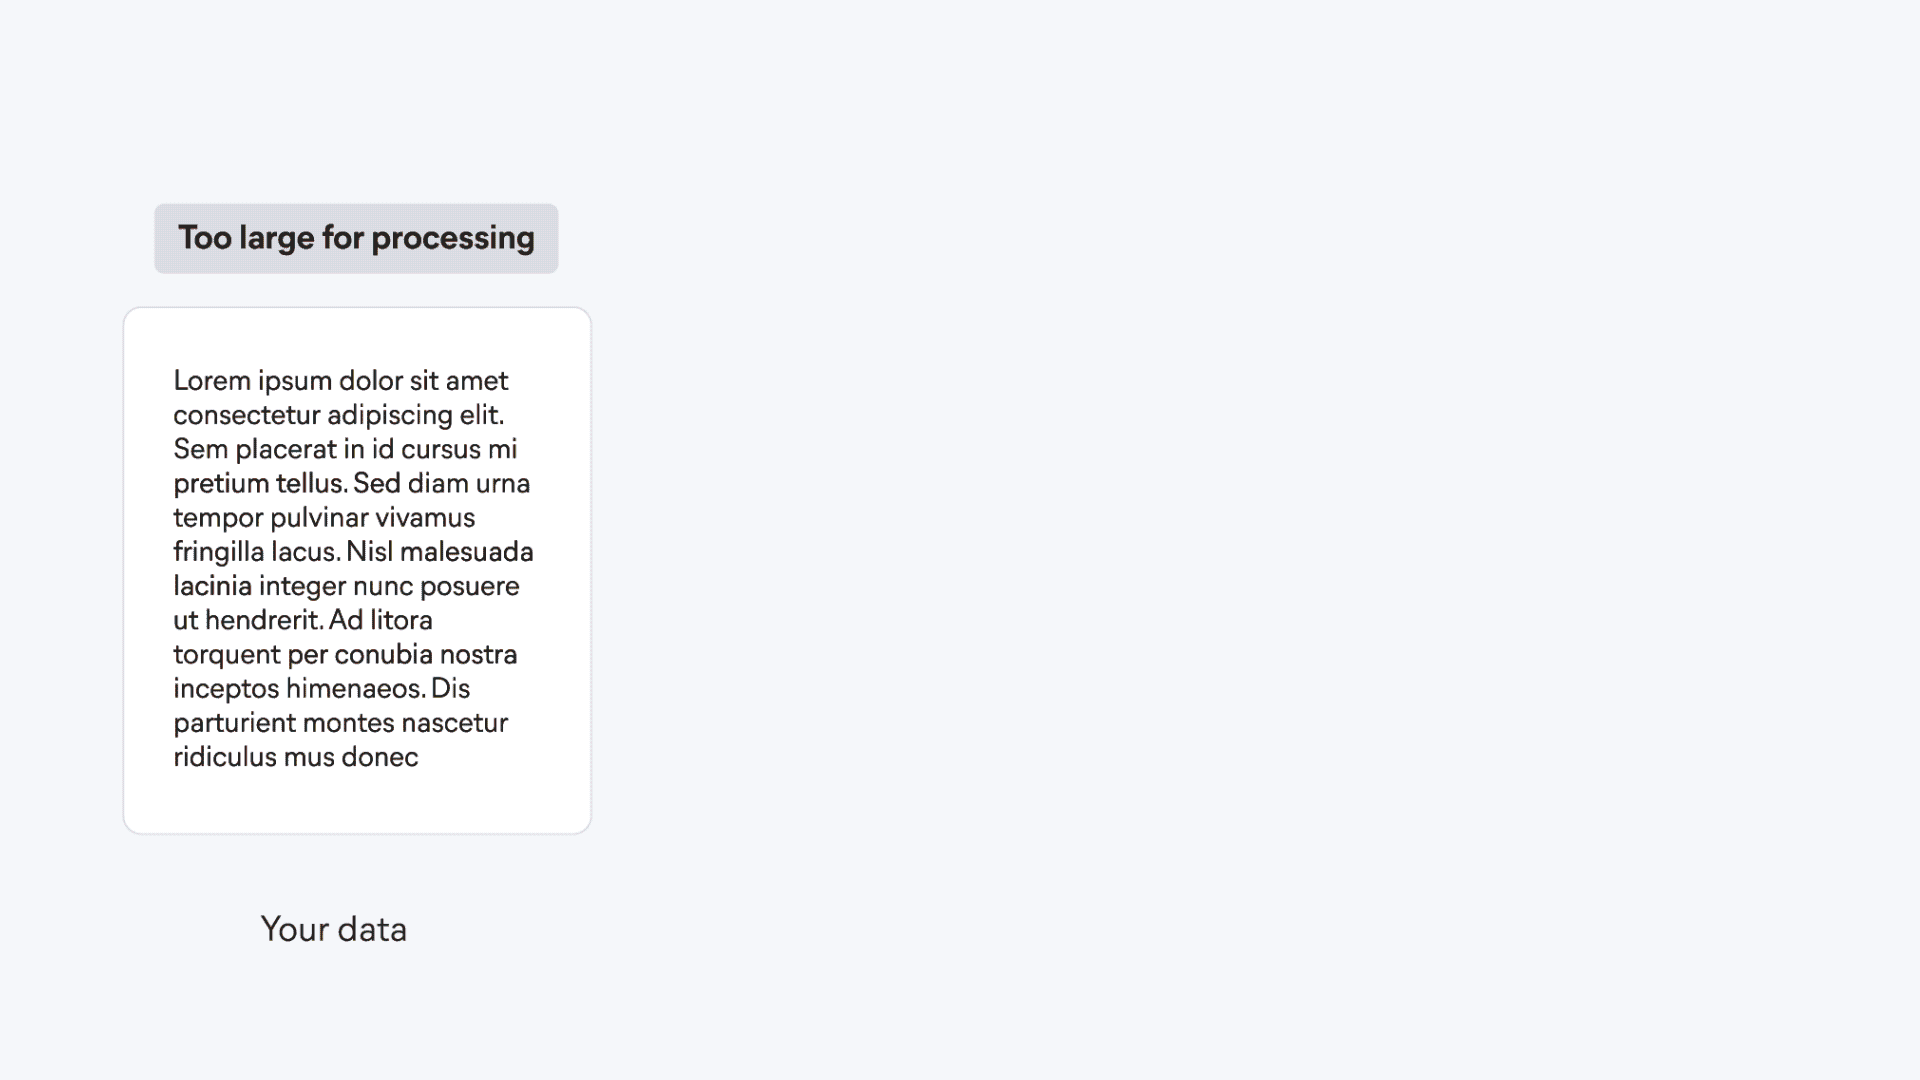 Too large for processing
Lorem ipsum dolor sit amet
consectetur adipiscing elit.
Sem placerat in id cursus mi
pretium tellus. Sed diam urna
tempor pulvinar vivamus
fringilla lacus. Nisl malesuada
lacinia integer nunc posuere
ut hendrerit. Ad litora
torquent per conubia nostra
inceptos himenaeos. Dis
parturient montes nascetur
ridiculus mus donec
Your data